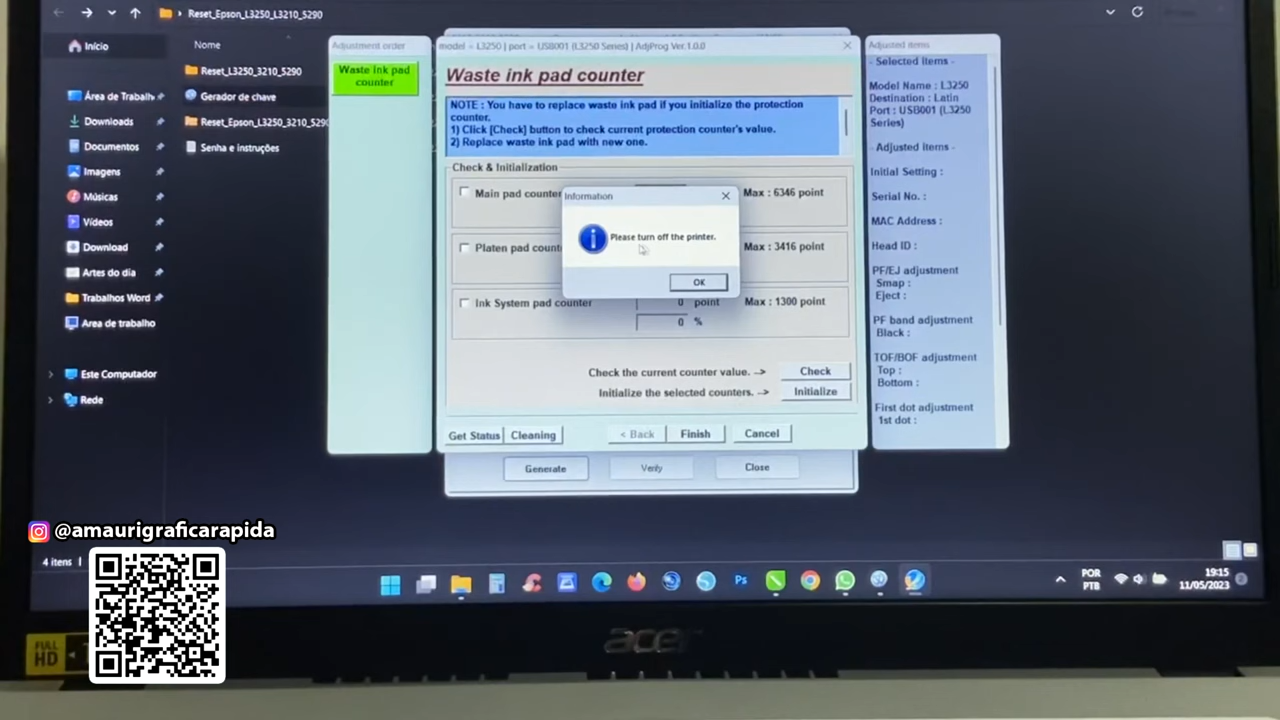 Reset_Epson_L3250_L3210_5290
Início
Área de Trabalh
Downloads
Documentos
Imagens
Músicas
Vídeos
Download
Artes do dia
Trabalhos Word
Area de trabalho
Este Computador
Rede
Nome
Reset_L3250_3210_5290
Gerador de chave
Reset_Epson_L3250_3210_5290
Senha e instruções
4 itens
Adjustment order
Waste ink pad
counter
model = L3250 | port = USB001 (L3250 Series) | AdjProg Ver.1.0.0
Waste ink pad counter
NOTE : You have to replace waste ink pad if you initialize the protection
counter.
1) Click [Check] button to check current protection counter's value.
2) Replace waste ink pad with new one.
Check & Initialization
Main pad counter
Max : 6346 point
Platen pad count
Max : 3416 point
Ink System pad counter
0 point
Max : 1300 point
0 %
Information
Please turn off the printer.
OK
Check the current counter value. -->
Check
Initialize the selected counters. -->
Initialize
Get Status
Cleaning
< Back
Finish
Cancel
Generate
Verify
Close
Adjusted items
- Selected items -
Model Name : L3250
Destination : Latin
Port : USB001 (L3250
Series)
- Adjusted items -
Initial Setting :
Serial No. :
MAC Address :
Head ID :
PF/EJ adjustment
Smap :
Eject :
PF band adjustment
Black :
TOF/BOF adjustment
Top :
Bottom :
First dot adjustment
1st dot :
@amaurigraficarapida
Ps
POR
PTB
19:15
11/05/2023
FULL
HD
acer